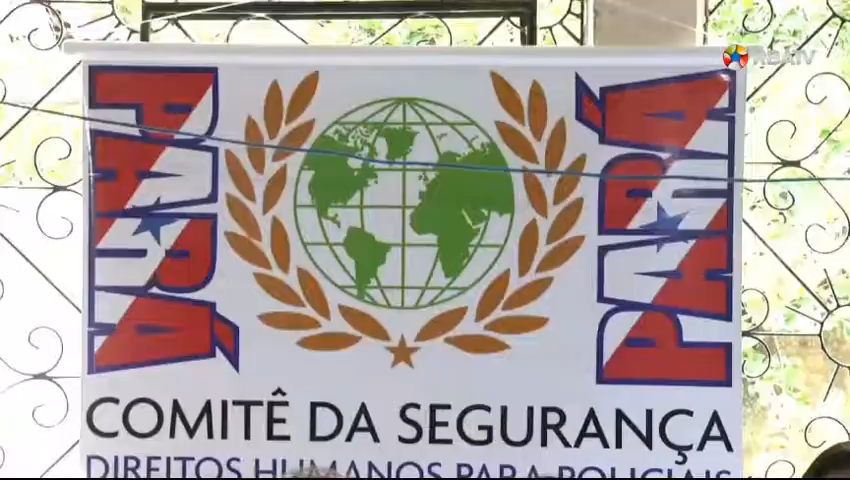 RBATV
PARÁ
PARÁ
COMITÊ DA SEGURANÇA
DIREITOS HUMANOS PARA POLICIAIS